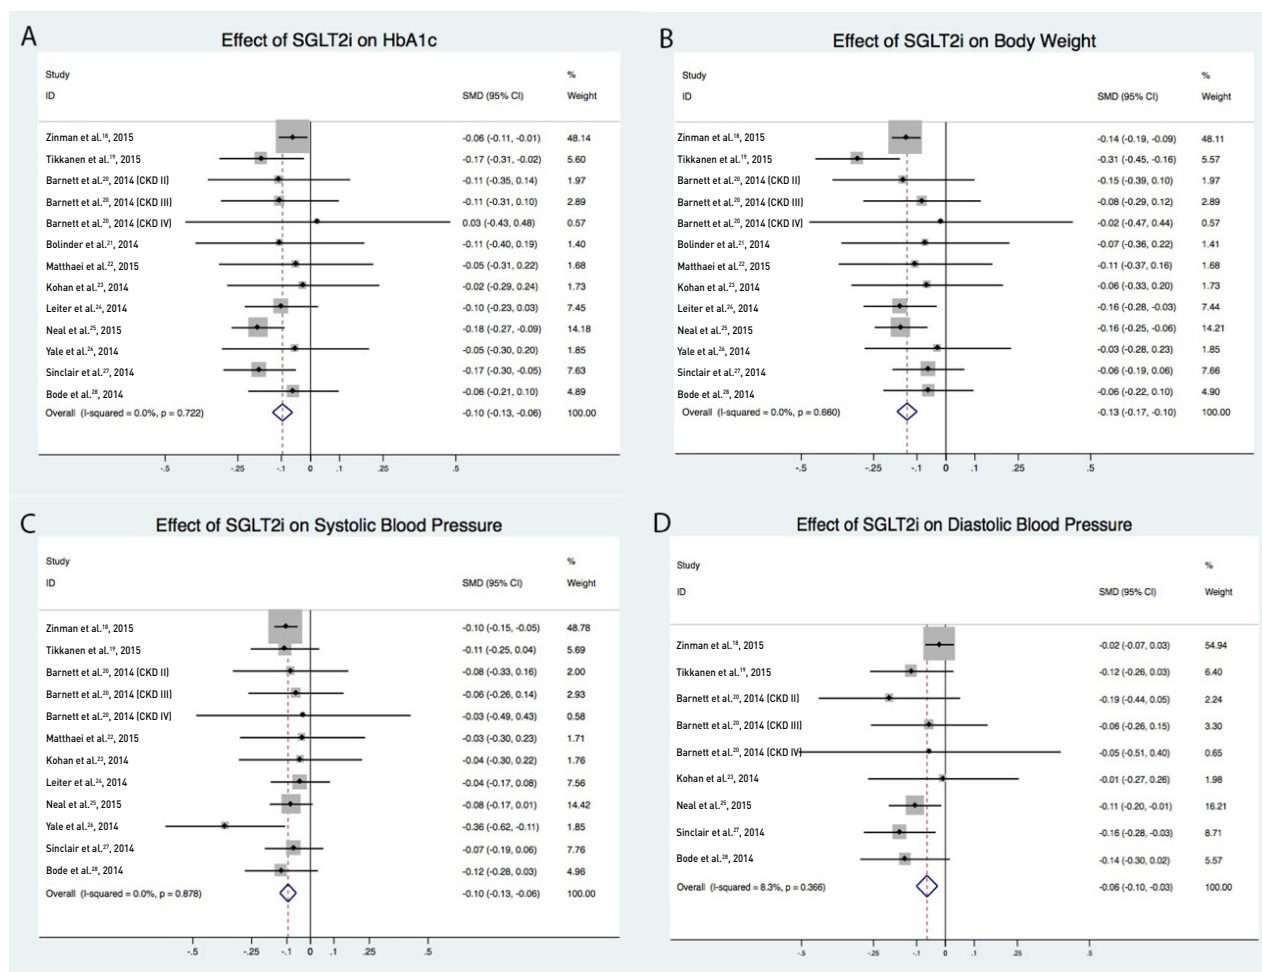 A
Effect of SGLT2i on HbA1c
Study %
ID SMD (95% CI) Weight
Zinman et al.¹⁸, 2015 -0.06 (-0.11, -0.01) 48.14
Tikkanen et al.¹⁹, 2015 -0.17 (-0.31, -0.02) 5.60
Barnett et al.²⁰, 2014 (CKD II) -0.11 (-0.35, 0.14) 1.97
Barnett et al.²⁰, 2014 (CKD III) -0.11 (-0.31, 0.10) 2.89
Barnett et al.²⁰, 2014 (CKD IV) 0.03 (-0.43, 0.48) 0.57
Bolinder et al.²¹, 2014 -0.11 (-0.40, 0.19) 1.40
Matthaei et al.²², 2015 -0.05 (-0.31, 0.22) 1.68
Kohan et al.²³, 2014 -0.02 (-0.29, 0.24) 1.73
Leiter et al.²⁴, 2014 -0.10 (-0.23, 0.03) 7.45
Neal et al.²⁵, 2015 -0.18 (-0.27, -0.09) 14.18
Yale et al.²⁶, 2014 -0.05 (-0.30, 0.20) 1.85
Sinclair et al.²⁷, 2014 -0.17 (-0.30, -0.05) 7.63
Bode et al.²⁸, 2014 -0.06 (-0.21, 0.10) 4.89
Overall (I-squared = 0.0%, p = 0.722) -0.10 (-0.13, -0.06) 100.00
-.5 -.25 -.1 0 .1 .25 .5
B
Effect of SGLT2i on Body Weight
Study %
ID SMD (95% CI) Weight
Zinman et al.¹⁸, 2015 -0.14 (-0.19, -0.09) 48.11
Tikkanen et al.¹⁹, 2015 -0.31 (-0.45, -0.16) 5.57
Barnett et al.²⁰, 2014 (CKD II) -0.15 (-0.39, 0.10) 1.97
Barnett et al.²⁰, 2014 (CKD III) -0.08 (-0.29, 0.12) 2.89
Barnett et al.²⁰, 2014 (CKD IV) -0.02 (-0.47, 0.44) 0.57
Bolinder et al.²¹, 2014 -0.07 (-0.36, 0.22) 1.41
Matthaei et al.²², 2015 -0.11 (-0.37, 0.16) 1.68
Kohan et al.²³, 2014 -0.06 (-0.33, 0.20) 1.73
Leiter et al.²⁴, 2014 -0.16 (-0.28, -0.03) 7.44
Neal et al.²⁵, 2015 -0.16 (-0.25, -0.06) 14.21
Yale et al.²⁶, 2014 -0.03 (-0.28, 0.23) 1.85
Sinclair et al.²⁷, 2014 -0.06 (-0.19, 0.06) 7.66
Bode et al.²⁸, 2014 -0.06 (-0.22, 0.10) 4.90
Overall (I-squared = 0.0%, p = 0.660) -0.13 (-0.17, -0.10) 100.00
-.5 -.25 -.1 0 .1 .25 .5
C
Effect of SGLT2i on Systolic Blood Pressure
Study %
ID SMD (95% CI) Weight
Zinman et al.¹⁸, 2015 -0.10 (-0.15, -0.05) 48.78
Tikkanen et al.¹⁹, 2015 -0.11 (-0.25, 0.04) 5.69
Barnett et al.²⁰, 2014 (CKD II) -0.08 (-0.33, 0.16) 2.00
Barnett et al.²⁰, 2014 (CKD III) -0.06 (-0.26, 0.14) 2.93
Barnett et al.²⁰, 2014 (CKD IV) -0.03 (-0.49, 0.43) 0.58
Matthaei et al.²², 2015 -0.03 (-0.30, 0.23) 1.71
Kohan et al.²³, 2014 -0.04 (-0.30, 0.22) 1.76
Leiter et al.²⁴, 2014 -0.04 (-0.17, 0.08) 7.56
Neal et al.²⁵, 2015 -0.08 (-0.17, 0.01) 14.42
Yale et al.²⁶, 2014 -0.36 (-0.62, -0.11) 1.85
Sinclair et al.²⁷, 2014 -0.07 (-0.19, 0.06) 7.76
Bode et al.²⁸, 2014 -0.12 (-0.28, 0.03) 4.96
Overall (I-squared = 0.0%, p = 0.878) -0.10 (-0.13, -0.06) 100.00
-.5 -.25 -.1 0 .1 .25 .5
D
Effect of SGLT2i on Diastolic Blood Pressure
Study %
ID SMD (95% CI) Weight
Zinman et al.¹⁸, 2015 -0.02 (-0.07, 0.03) 54.94
Tikkanen et al.¹⁹, 2015 -0.12 (-0.26, 0.03) 6.40
Barnett et al.²⁰, 2014 (CKD II) -0.19 (-0.44, 0.05) 2.24
Barnett et al.²⁰, 2014 (CKD III) -0.06 (-0.26, 0.15) 3.30
Barnett et al.²⁰, 2014 (CKD IV) -0.05 (-0.51, 0.40) 0.65
Kohan et al.²³, 2014 -0.01 (-0.27, 0.26) 1.98
Neal et al.²⁵, 2015 -0.11 (-0.20, -0.01) 16.21
Sinclair et al.²⁷, 2014 -0.16 (-0.28, -0.03) 8.71
Bode et al.²⁸, 2014 -0.14 (-0.30, 0.02) 5.57
Overall (I-squared = 8.3%, p = 0.366) -0.06 (-0.10, -0.03) 100.00
-.5 -.25 -.1 0 .1 .25 .5